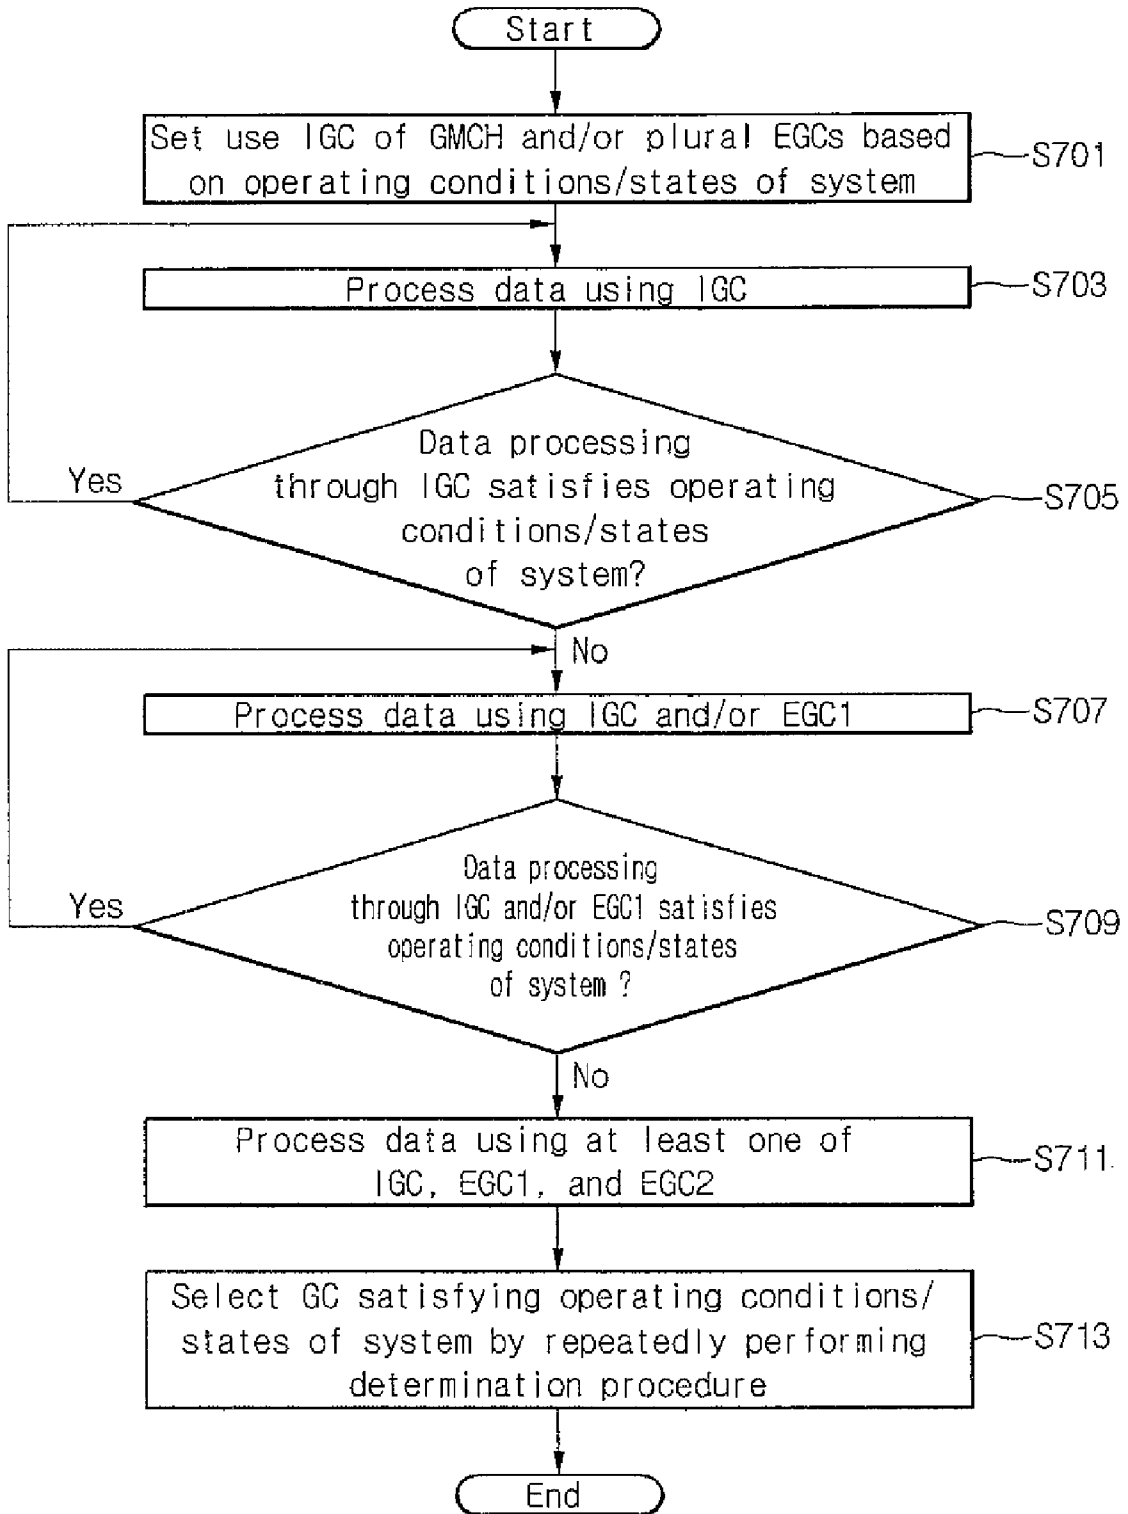 Start
Set use IGC of GMCH and/or plural EGCs based
on operating conditions/states of system
S701
Process data using IGC
S703
Data processing
through IGC satisfies operating
conditions/states
of system?
Yes
S705
No
Process data using IGC and/or EGC1
S707
Data processing
through IGC and/or EGC1 satisfies
operating conditions/states
of system ?
Yes
S709
No
Process data using at least one of
IGC, EGC1, and EGC2
S711
Select GC satisfying operating conditions/
states of system by repeatedly performing
determination procedure
S713
End